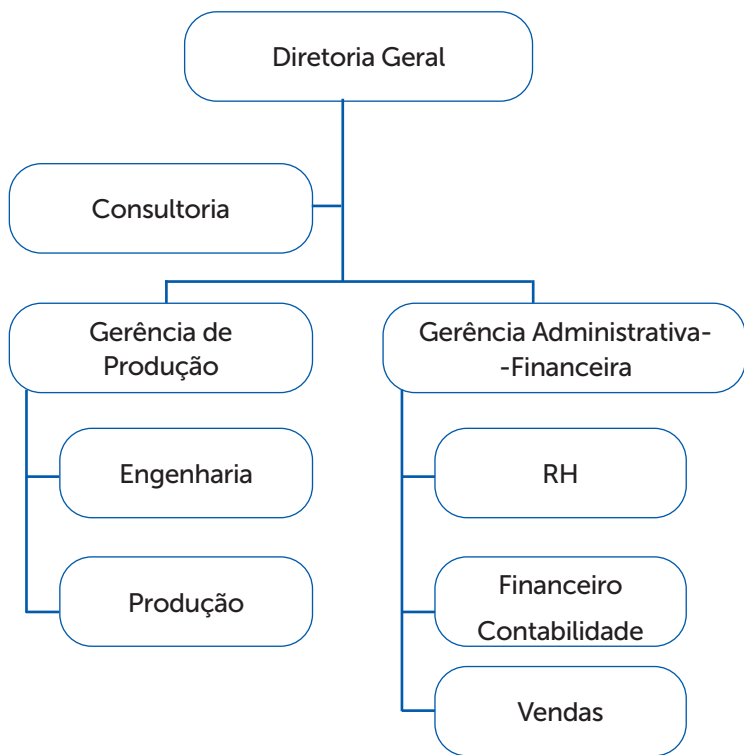 Diretoria Geral
Consultoria
Gerência de
Produção
Gerência Administrativa-
-Financeira
Engenharia
RH
Produção
Financeiro
Contabilidade
Vendas